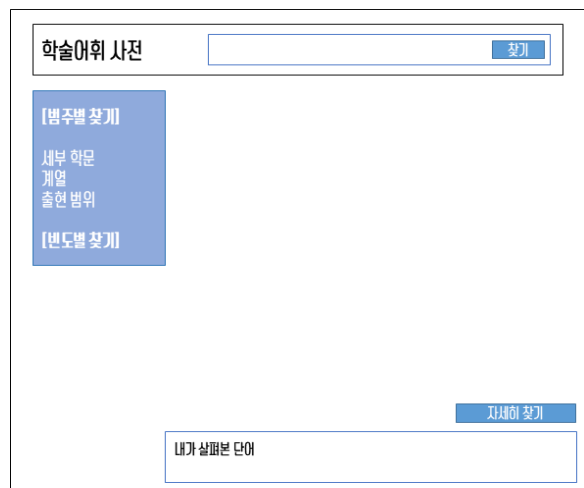 학술어휘 사전
찾기
[범주별 찾기]
세부 학문
계열
출현 범위
[빈도별 찾기]
자세히 찾기
내가 살펴본 단어